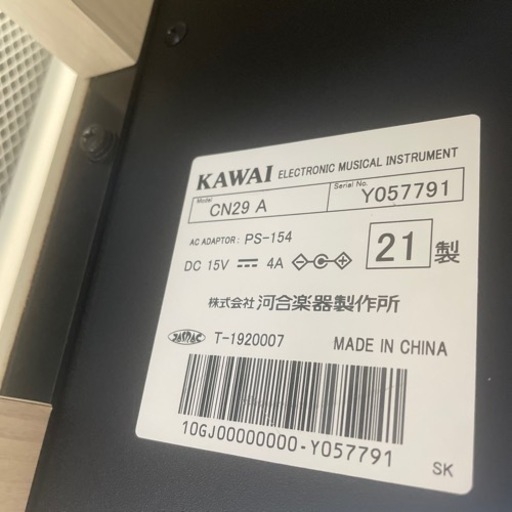 KAWAI ELECTRONIC MUSICAL INSTRUMENT
Model CN29 A Serial No. Y057791
AC ADAPTOR: PS-154
DC 15V 4A
21 製
株式会社 河合楽器製作所
JASRAC T-1920007 MADE IN CHINA
10GJ00000000-Y057791
SK